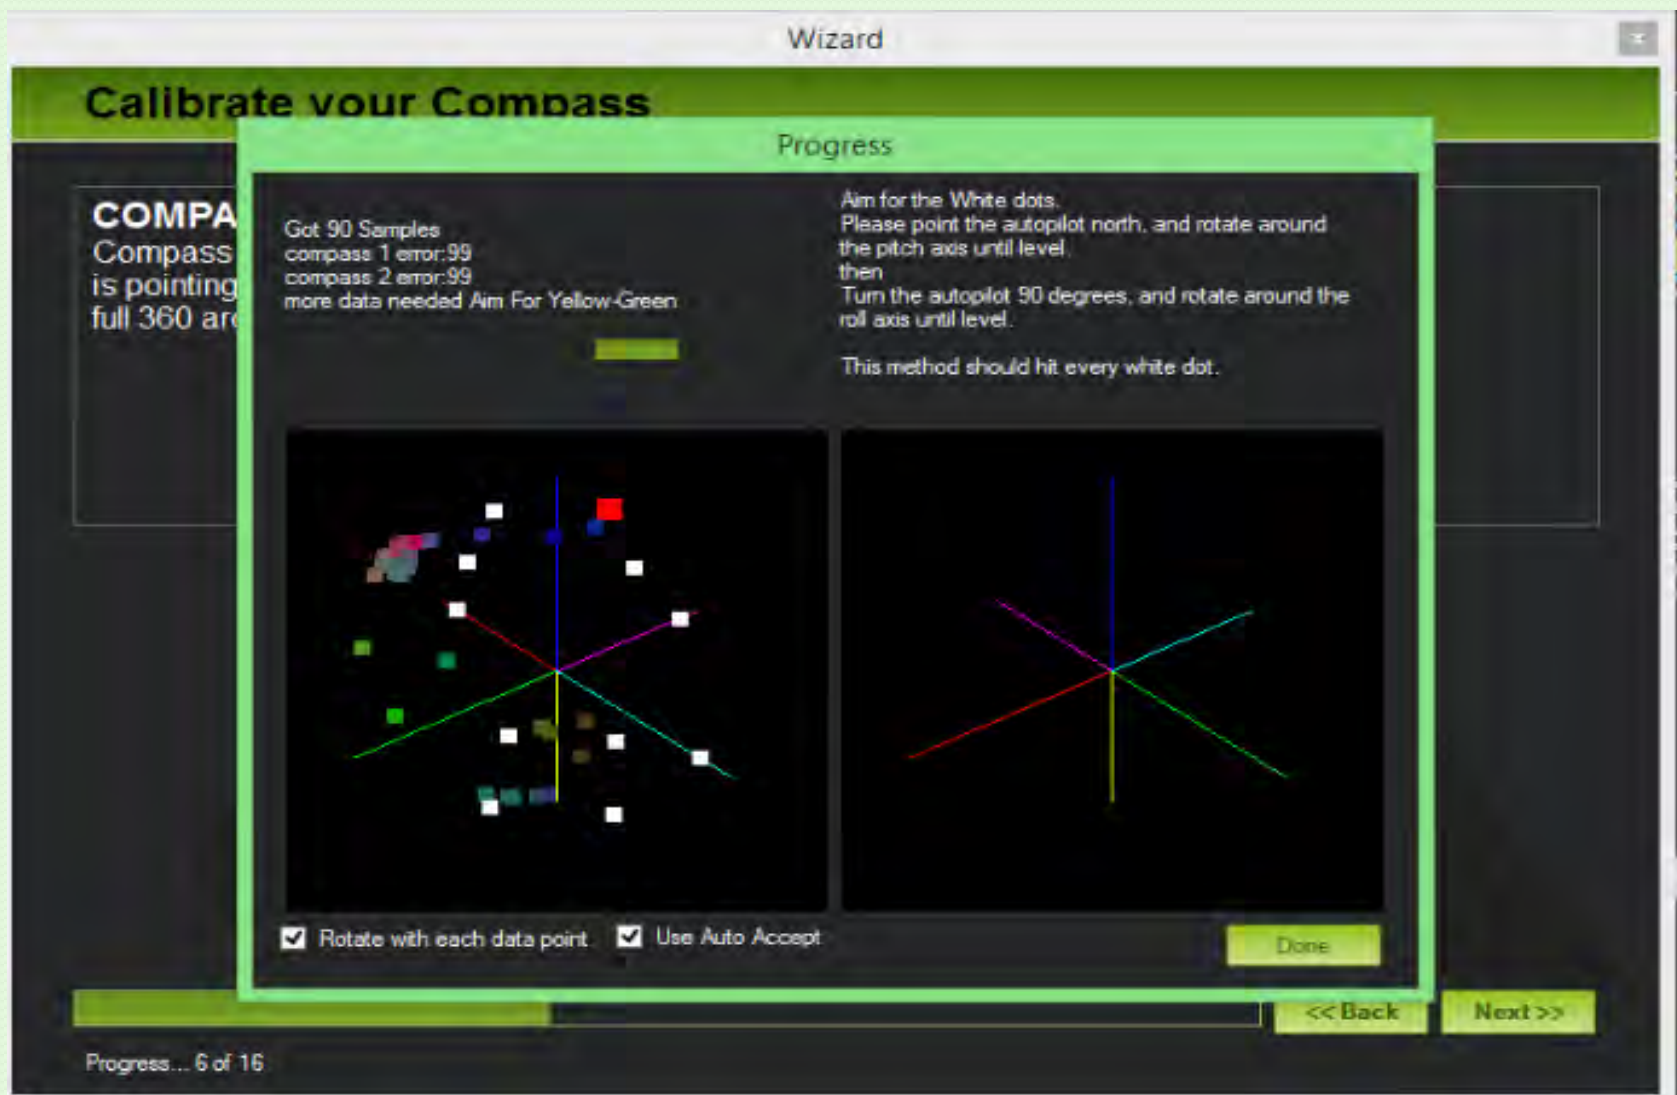 Wizard
Calibrate your Compass
Progress
COMPA
Compass
is pointing
full 360 arc
Got 90 Samples
compass 1 error:99
compass 2 error:99
more data needed Aim For Yellow-Green
Aim for the White dots.
Please point the autopilot north, and rotate around
the pitch axis until level.
then
Turn the autopilot 90 degrees, and rotate around the
roll axis until level.
This method should hit every white dot.
Rotate with each data point
Use Auto Accept
Done
<< Back
Next >>
Progress... 6 of 16